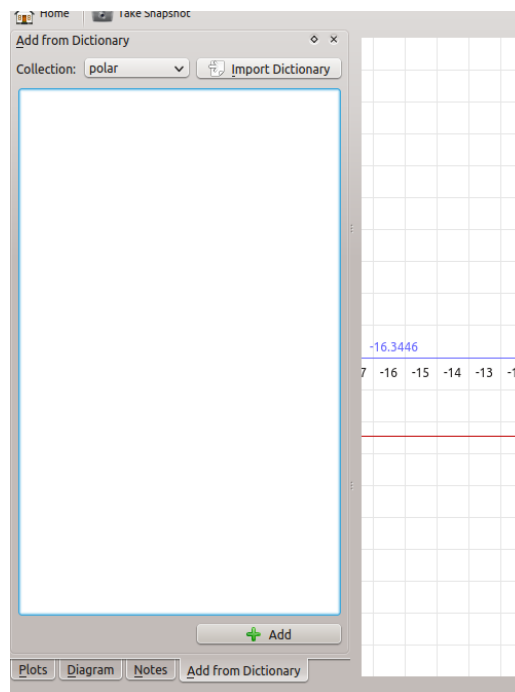 Home Take Snapshot
Add from Dictionary
Collection: polar Import Dictionary
-16.3446
7 -16 -15 -14 -13 -1
Add
Plots Diagram Notes Add from Dictionary